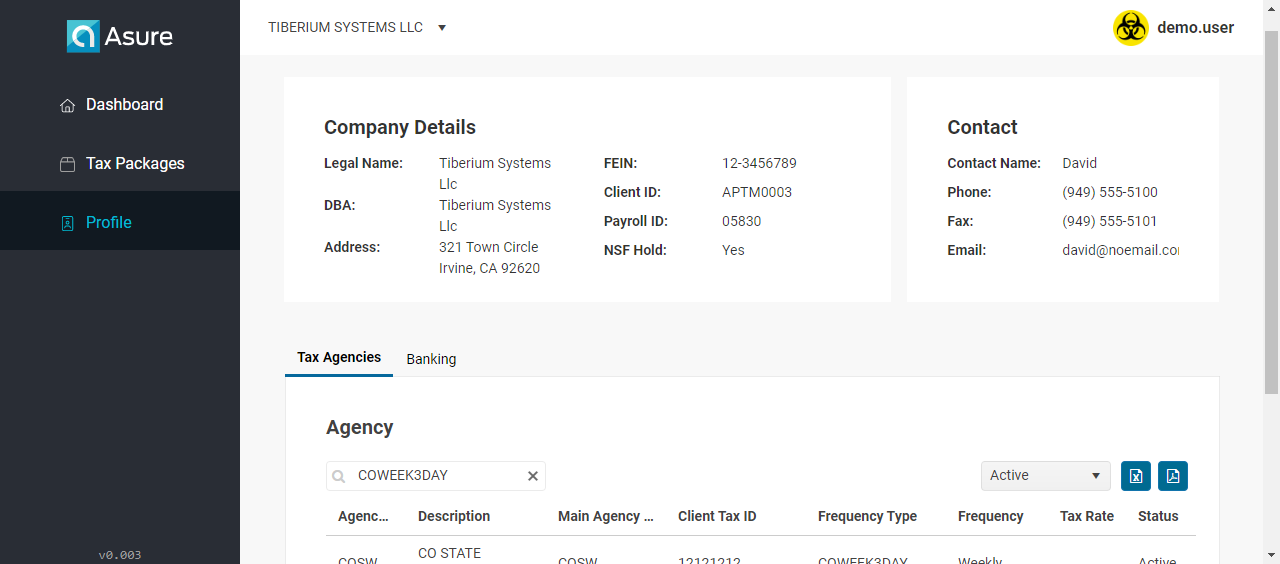 Asure
TIBERIUM SYSTEMS LLC
demo.user
Dashboard
Tax Packages
Profile
v0.003
Company Details
Legal Name: Tiberium Systems Llc
DBA: Tiberium Systems Llc
Address: 321 Town Circle
Irvine, CA 92620
FEIN: 12-3456789
Client ID: APTM0003
Payroll ID: 05830
NSF Hold: Yes
Contact
Contact Name: David
Phone: (949) 555-5100
Fax: (949) 555-5101
Email: david@noemail.co
Tax Agencies Banking
Agency
COWEEK3DAY
Active
Agenc... Description Main Agency ... Client Tax ID Frequency Type Frequency Tax Rate Status
COSW CO STATE COSW 12121212 COWEEK3DAY Weekly Active